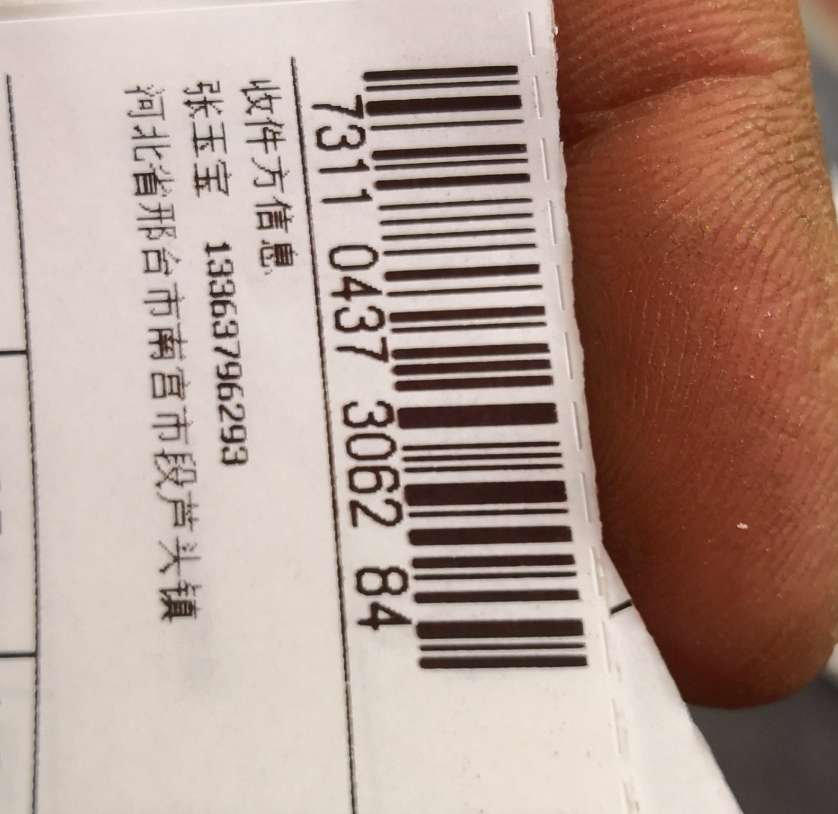 7311 0437 3062 84
收件方信息
张玉宝 13363796293
河北省邢台市南宫市段芦头镇